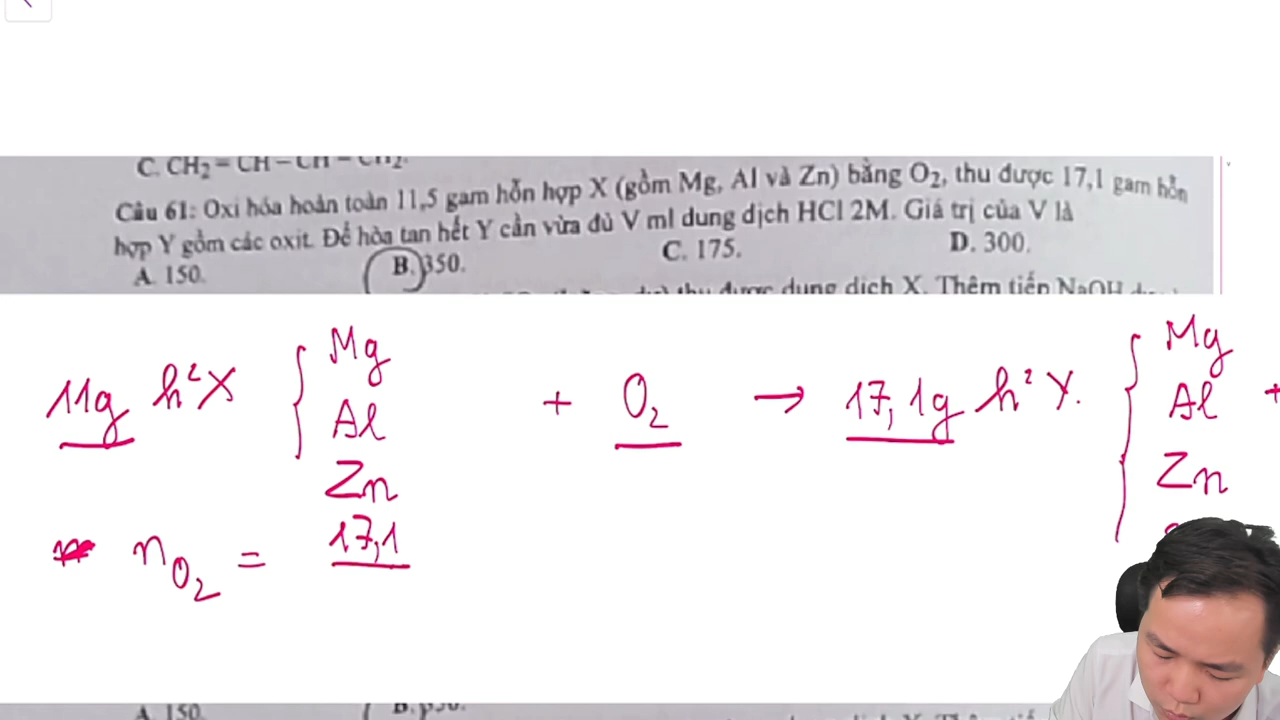 C. CH₂ = CH – CH = CH₂.
Câu 61: Oxi hóa hoàn toàn 11,5 gam hỗn hợp X (gồm Mg, Al và Zn) bằng O₂, thu được 17,1 gam hỗn
hợp Y gồm các oxit. Để hòa tan hết Y cần vừa đủ V ml dung dịch HCl 2M. Giá trị của V là
A. 150. B. 350. C. 175. D. 300.
thu được dung dịch X. Thêm tiếp NaOH
11g h² X { Mg Al Zn + O₂ → 17,1g h² Y. { Mg Al Zn +
n O₂ = 17,1
A. 150. B. 350.